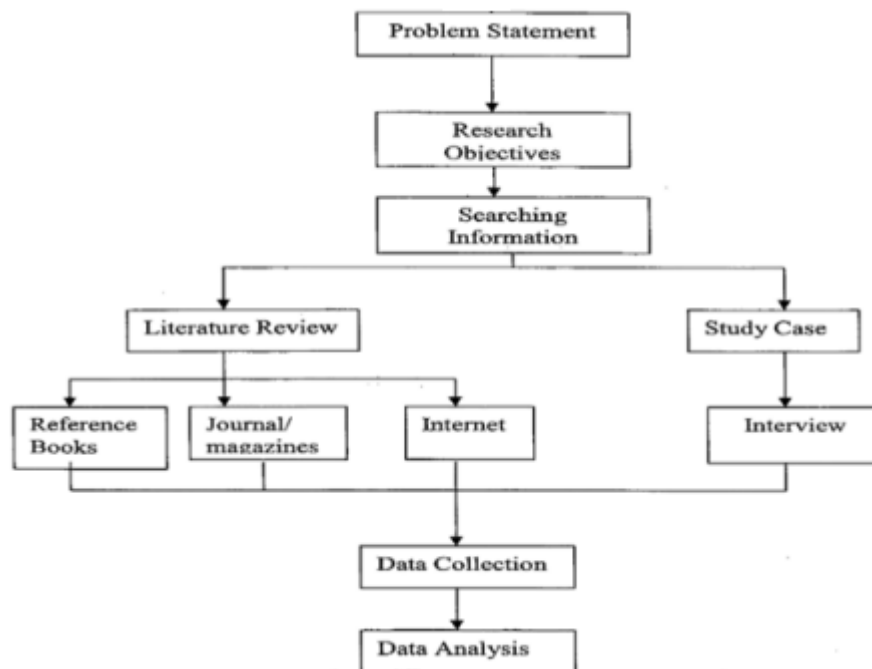 Problem Statement
Research
Objectives
Searching
Information
Literature Review
Study Case
Reference
Books
Journal/
magazines
Internet
Interview
Data Collection
Data Analysis